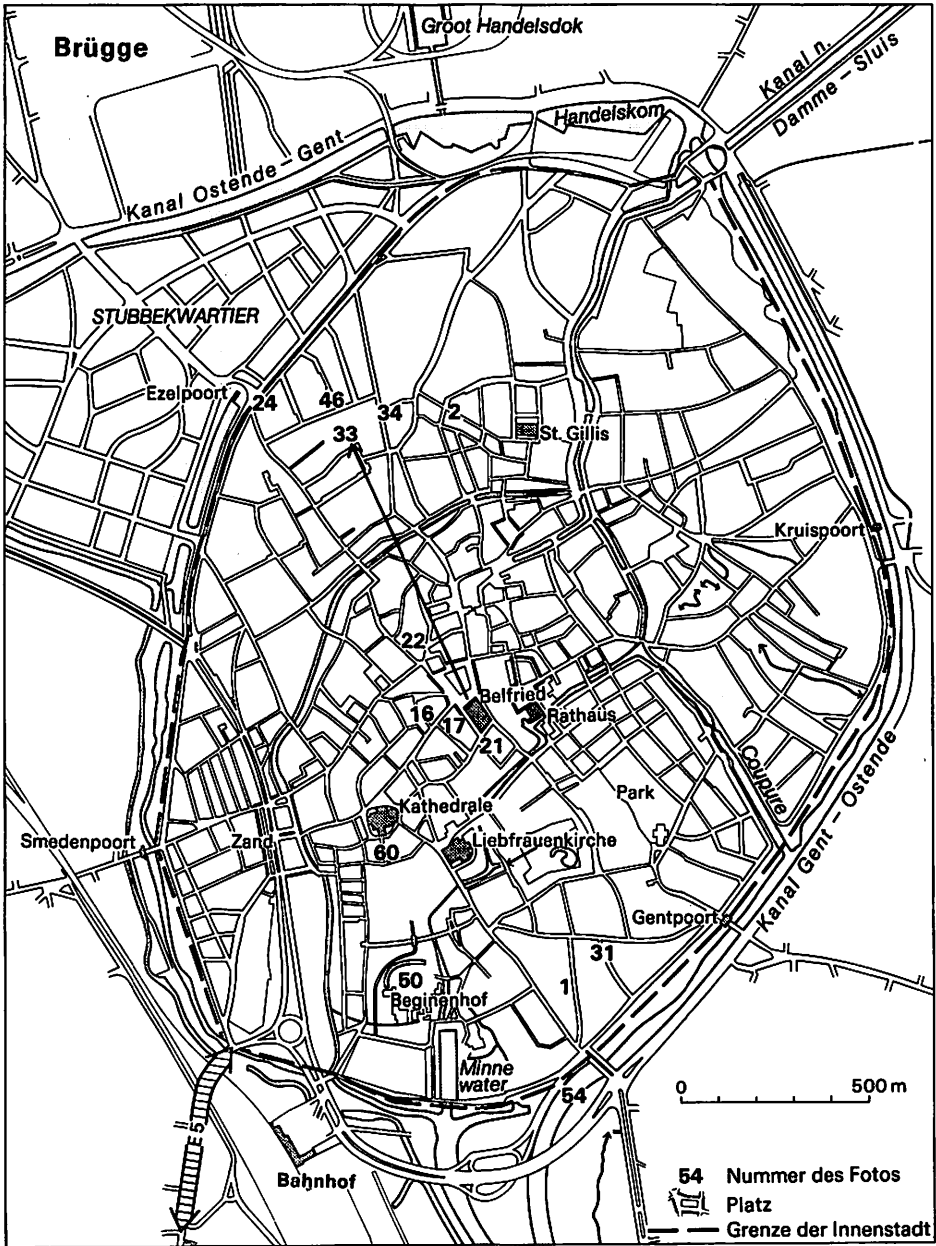 Brügge
Groot Handelsdok
Kanal n.
Damme – Sluis
Handelskom
Kanal Ostende – Gent
STUBBEKWARTIER
Ezelpoort
24
46
34
2
33
St. Gillis
Kruispoort
22
Belfried
16
17
Rathaus
21
Coupure
Park
Kathedrale
Smedenpoort
Zand
Liebfrauenkirche
60
Kanal Gent – Ostende
Gentpoort
31
50
1
Beginenhof
Minne
water
54
0 500 m
E5
Bahnhof
54 Nummer des Fotos
Platz
Grenze der Innenstadt